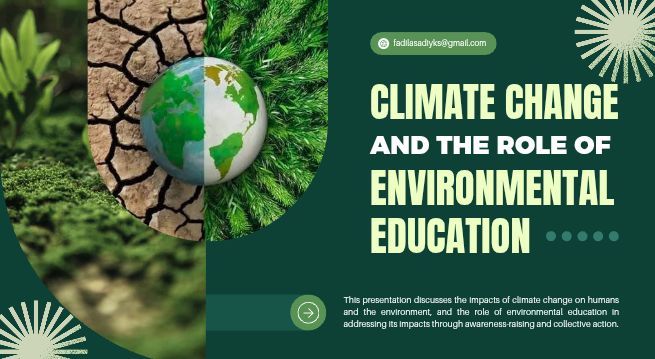 fadilasadlyks@gmail.com
CLIMATE CHANGE
AND THE ROLE OF
ENVIRONMENTAL
EDUCATION
This presentation discusses the impacts of climate change on humans
and the environment, and the role of environmental education in
addressing its impacts through awareness-raising and collective action.